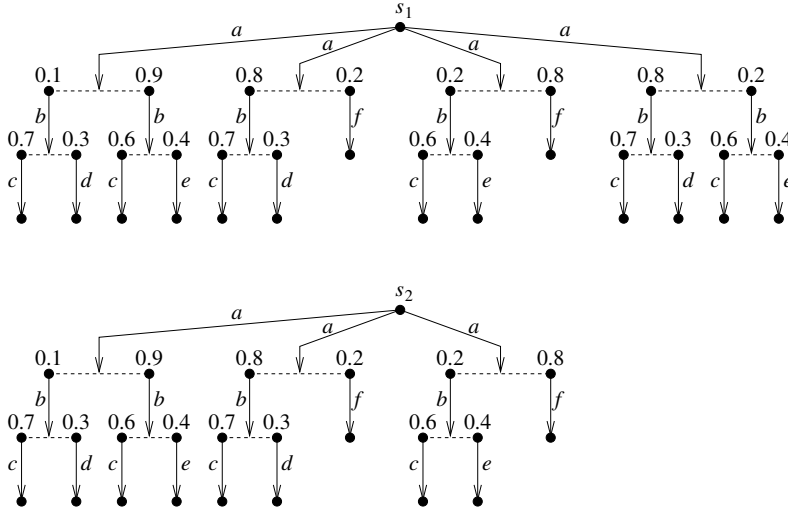 s1
a a a a
0.1 0.9 0.8 0.2 0.2 0.8 0.8 0.2
b b b f b f b b
0.7 0.3 0.6 0.4 0.7 0.3 0.6 0.4 0.7 0.3 0.6 0.4
c d c e c d c e c d c e
s2
a a a
0.1 0.9 0.8 0.2 0.2 0.8
b b b f b f
0.7 0.3 0.6 0.4 0.7 0.3 0.6 0.4
c d c e c d c e